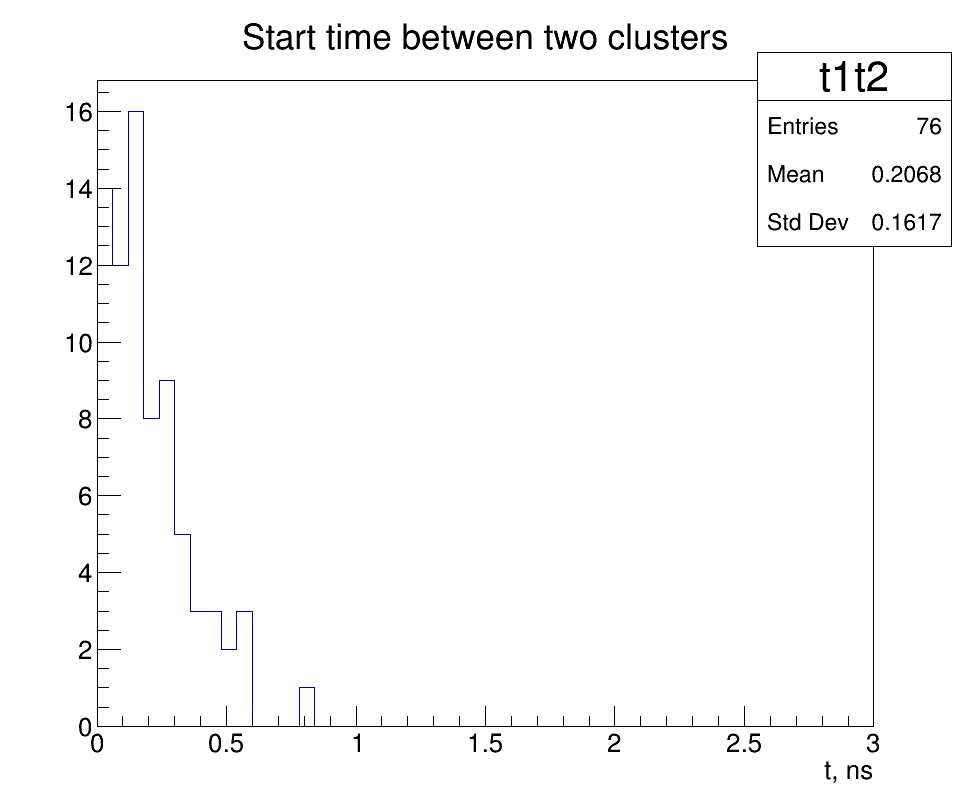 Start time between two clusters
t1t2
Entries 76
Mean 0.2068
Std Dev 0.1617
16
14
12
10
8
6
4
2
0
0 0.5 1 1.5 2 2.5 3
t, ns